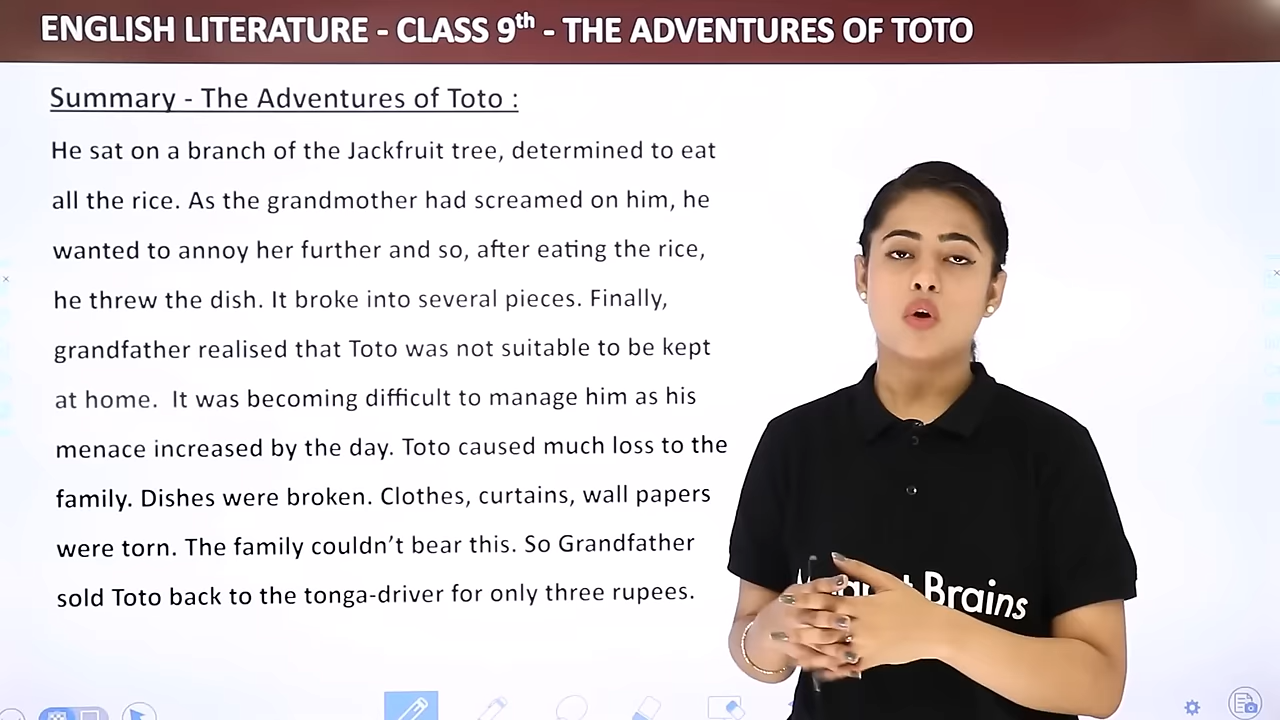 ENGLISH LITERATURE - CLASS 9th - THE ADVENTURES OF TOTO
Summary - The Adventures of Toto :
He sat on a branch of the Jackfruit tree, determined to eat
all the rice. As the grandmother had screamed on him, he
wanted to annoy her further and so, after eating the rice,
he threw the dish. It broke into several pieces. Finally,
grandfather realised that Toto was not suitable to be kept
at home. It was becoming difficult to manage him as his
menace increased by the day. Toto caused much loss to the
family. Dishes were broken. Clothes, curtains, wall papers
were torn. The family couldn't bear this. So Grandfather
sold Toto back to the tonga-driver for only three rupees.
Brains